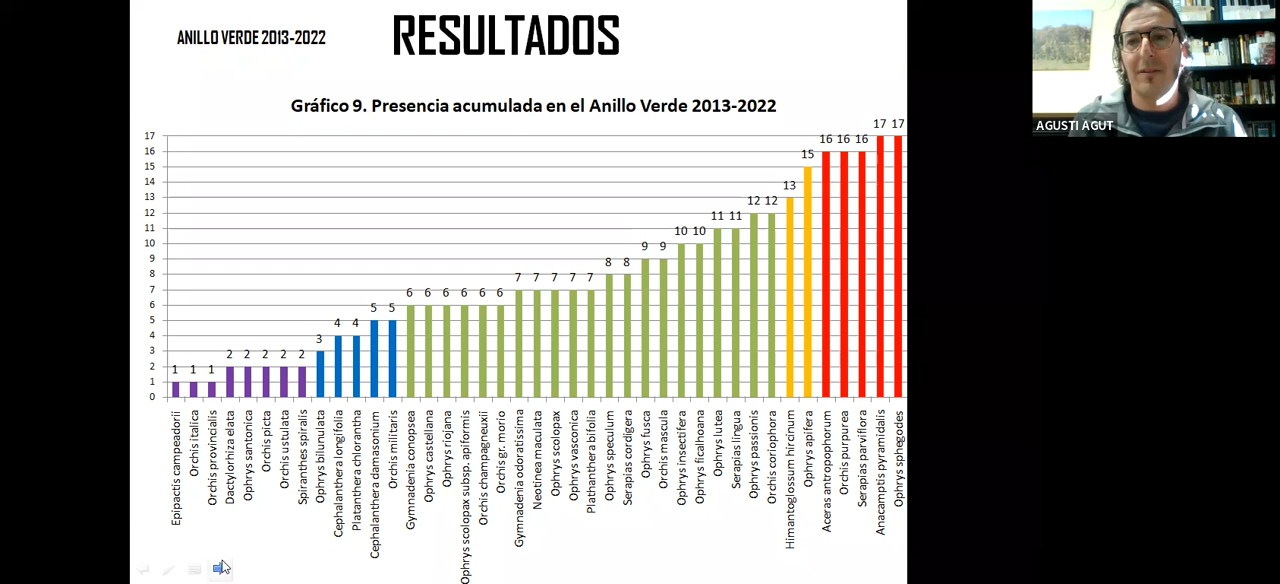 ANILLO VERDE 2013-2022
RESULTADOS
AGUSTI AGUT
Gráfico 9. Presencia acumulada en el Anillo Verde 2013-2022
17
16
15
14
13
12
11
10
9
8
7
6
5
4
3
2
1
0
1
1
1
2
2
2
2
2
3
4
4
5
5
6
6
6
6
6
6
7
7
7
7
7
8
8
9
9
10
10
11
11
12
12
13
15
16
16
16
17
17
Epipactis campeadorii
Orchis italica
Orchis provincialis
Dactylorhiza elata
Ophrys santonica
Orchis picta
Orchis ustulata
Spiranthes spiralis
Ophrys bilunulata
Cephalanthera longifolia
Platanthera chlorantha
Cephalanthera damasonium
Orchis militaris
Gymnadenia conopsea
Ophrys castellana
Ophrys riojana
Ophrys scolopax subsp. apiformis
Orchis champagneuxii
Orchis gr. morio
Gymnadenia odoratissima
Neotinea maculata
Ophrys scolopax
Ophrys vasconica
Plathanthera bifolia
Ophrys speculum
Serapias cordigera
Ophrys fusca
Orchis mascula
Ophrys insectifera
Ophrys ficalhoana
Ophrys lutea
Serapias lingua
Ophrys passionis
Orchis coriophora
Himantoglossum hircinum
Ophrys apifera
Aceras antropophorum
Orchis purpurea
Serapias parviflora
Anacamptis pyramidalis
Ophrys sphegodes